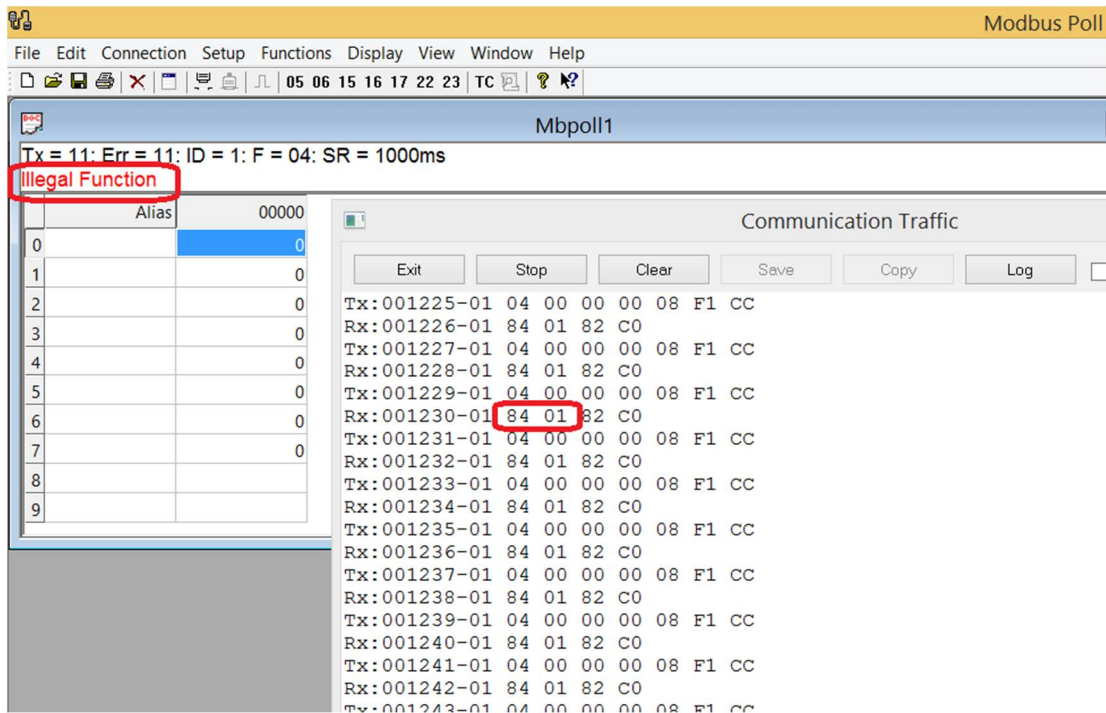 Modbus Poll
File Edit Connection Setup Functions Display View Window Help
05 06 15 16 17 22 23 TC
Mbpoll1
Tx = 11: Err = 11: ID = 1: F = 04: SR = 1000ms
Illegal Function
Alias 00000
0 0
1 0
2 0
3 0
4 0
5 0
6 0
7 0
8
9
Communication Traffic
Exit Stop Clear Save Copy Log
Tx:001225-01 04 00 00 00 08 F1 CC
Rx:001226-01 84 01 82 C0
Tx:001227-01 04 00 00 00 08 F1 CC
Rx:001228-01 84 01 82 C0
Tx:001229-01 04 00 00 00 08 F1 CC
Rx:001230-01 84 01 82 C0
Tx:001231-01 04 00 00 00 08 F1 CC
Rx:001232-01 84 01 82 C0
Tx:001233-01 04 00 00 00 08 F1 CC
Rx:001234-01 84 01 82 C0
Tx:001235-01 04 00 00 00 08 F1 CC
Rx:001236-01 84 01 82 C0
Tx:001237-01 04 00 00 00 08 F1 CC
Rx:001238-01 84 01 82 C0
Tx:001239-01 04 00 00 00 08 F1 CC
Rx:001240-01 84 01 82 C0
Tx:001241-01 04 00 00 00 08 F1 CC
Rx:001242-01 84 01 82 C0
Tx:001243-01 04 00 00 00 08 F1 CC